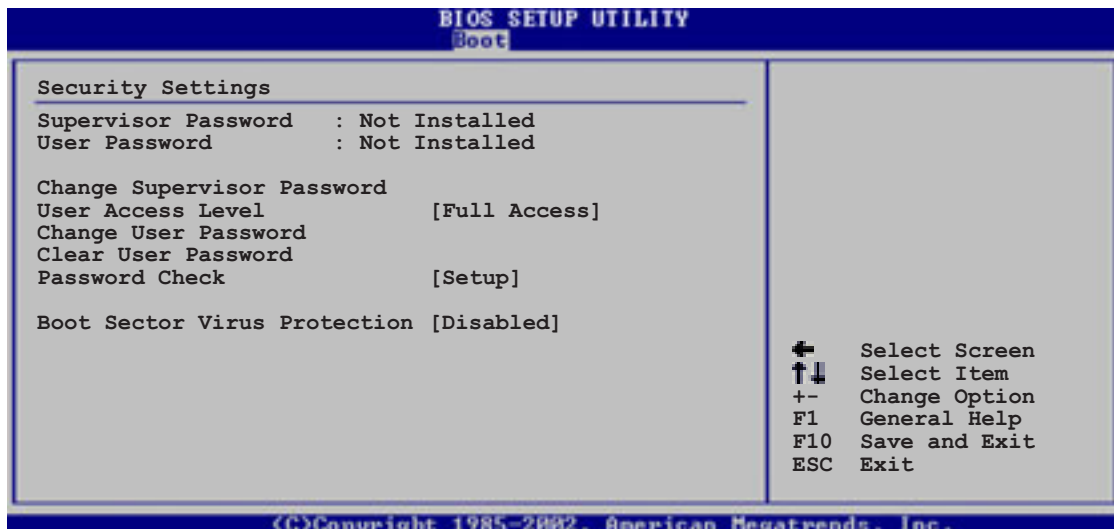 BIOS SETUP UTILITY
Boot
Security Settings
Supervisor Password : Not Installed
User Password : Not Installed
Change Supervisor Password
User Access Level [Full Access]
Change User Password
Clear User Password
Password Check [Setup]
Boot Sector Virus Protection [Disabled]
← Select Screen
↑↓ Select Item
+- Change Option
F1 General Help
F10 Save and Exit
ESC Exit
(C)Copyright 1985-2002, American Megatrends, Inc.